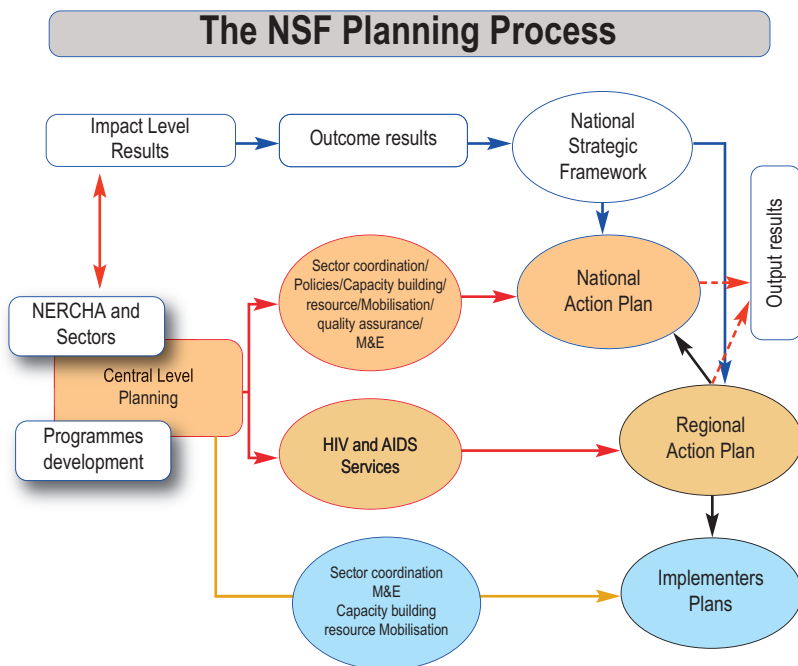 The NSF Planning Process
Impact Level
Results
Outcome results
National
Strategic
Framework
Output results
Sector coordination/
Policies/Capacity building/
resource/Mobilisation/
quality assurance/
M&E
National
Action Plan
NERCHA and
Sectors
Central Level
Planning
Programmes
development
HIV and AIDS
Services
Regional
Action Plan
Sector coordination
M&E
Capacity building
resource Mobilisation
Implementers
Plans